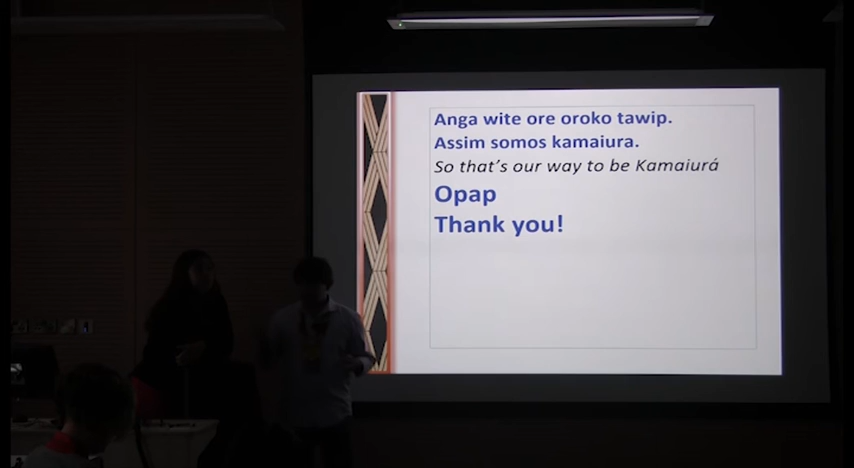 Anga wite ore oroko tawip.
Assim somos kamaiura.
So that's our way to be Kamaiurá
Opap
Thank you!